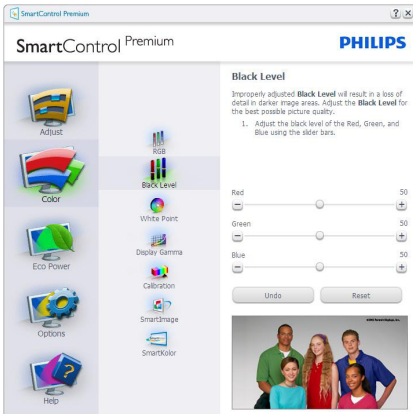 SmartControl Premium
? X
SmartControl Premium
PHILIPS
Adjust
Color
Eco Power
Options
Help
RGB
Black Level
White Point
Display Gamma
Calibration
SmartImage
SmartKolor
Black Level
Improperly adjusted Black Level will result in a loss of
detail in darker image areas. Adjust the Black Level for
the best possible picture quality.
1. Adjust the black level of the Red, Green, and
Blue using the slider bars.
Red 50
Green 50
Blue 50
Undo Reset